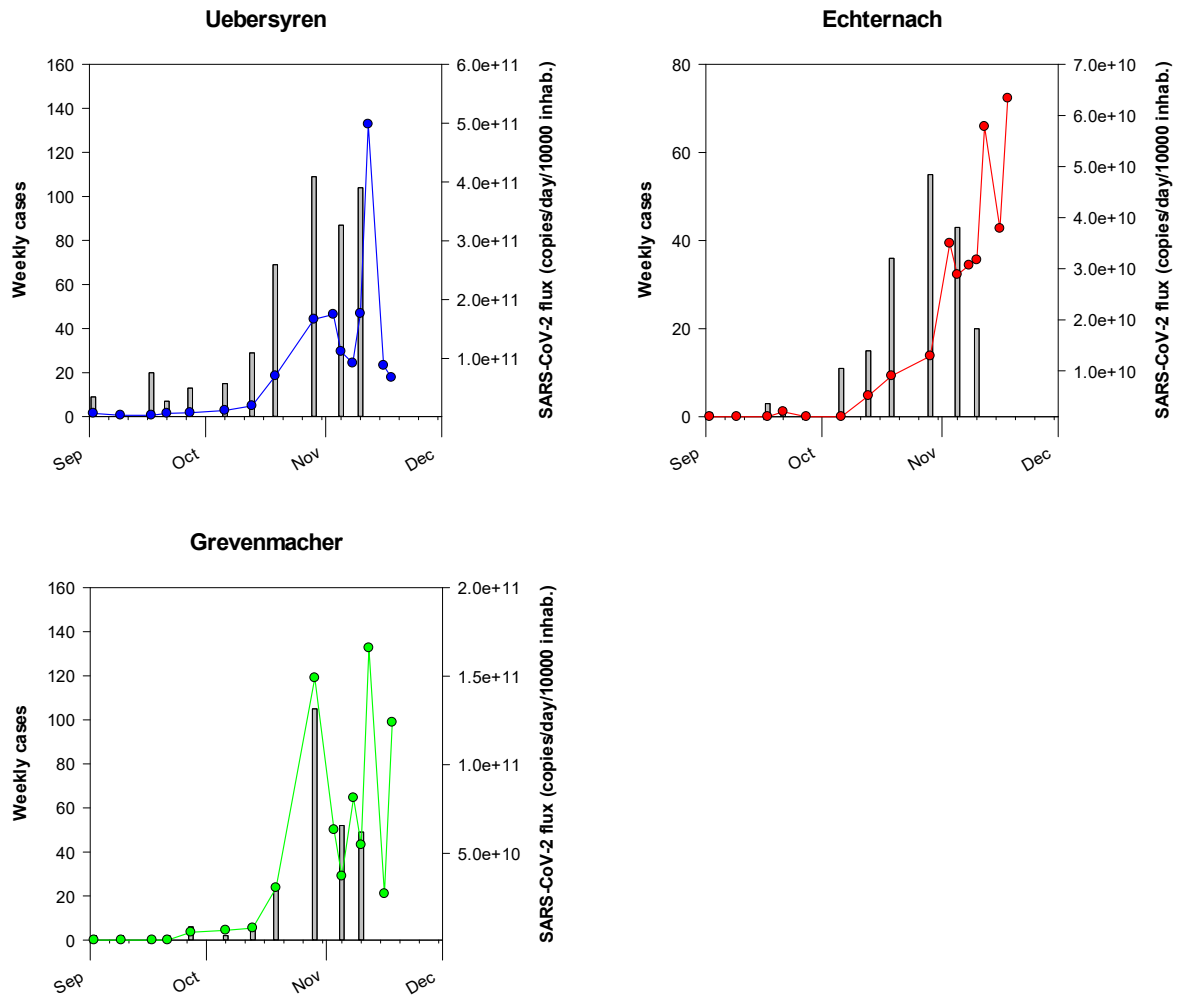 Uebersyren
Weekly cases
160
140
120
100
80
60
40
20
0
6.0e+11
5.0e+11
4.0e+11
3.0e+11
2.0e+11
1.0e+11
SARS-CoV-2 flux (copies/day/10000 inhab.)
Sep
Oct
Nov
Dec
Echternach
Weekly cases
80
60
40
20
0
7.0e+10
6.0e+10
5.0e+10
4.0e+10
3.0e+10
2.0e+10
1.0e+10
SARS-CoV-2 flux (copies/day/10000 inhab.)
Sep
Oct
Nov
Dec
Grevenmacher
Weekly cases
160
140
120
100
80
60
40
20
0
2.0e+11
1.5e+11
1.0e+11
5.0e+10
SARS-CoV-2 flux (copies/day/10000 inhab.)
Sep
Oct
Nov
Dec